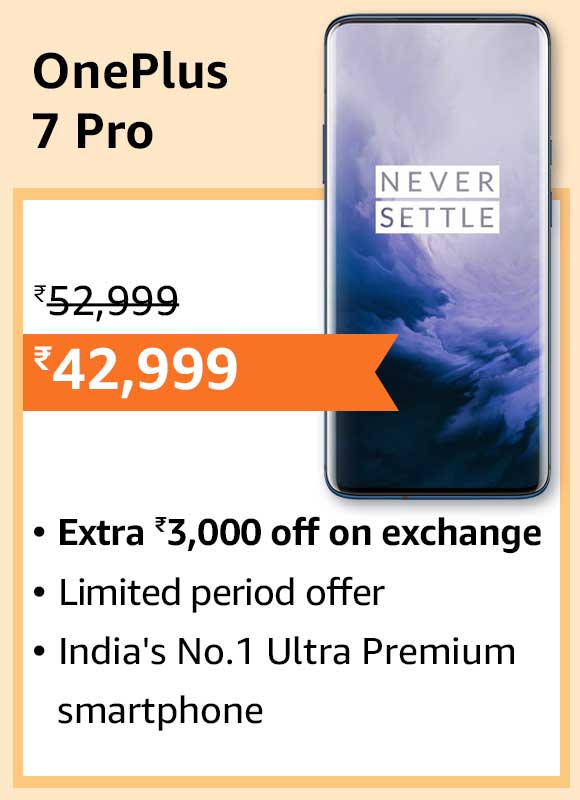 OnePlus
7 Pro
NEVER
SETTLE
₹52,999
₹42,999
• Extra ₹3,000 off on exchange
• Limited period offer
• India's No.1 Ultra Premium
smartphone